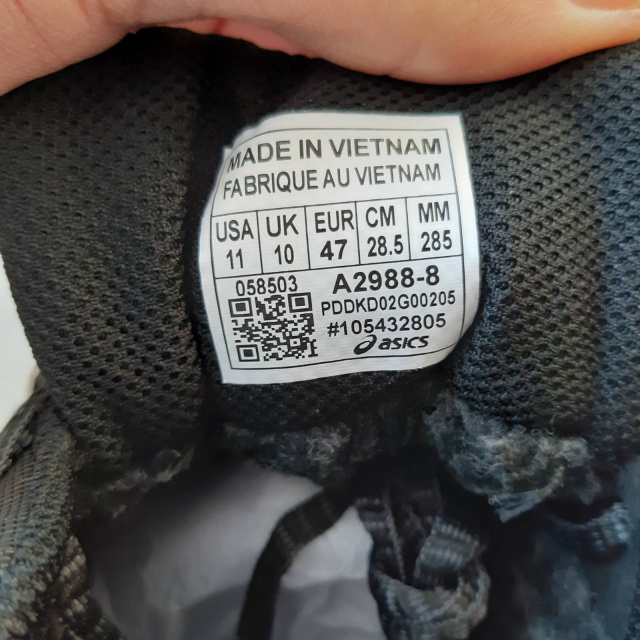 MADE IN VIETNAM
FABRIQUE AU VIETNAM
USA UK EUR CM MM
11 10 47 28.5 285
058503 A2988-8
PDDKD02G00205
#105432805
asics